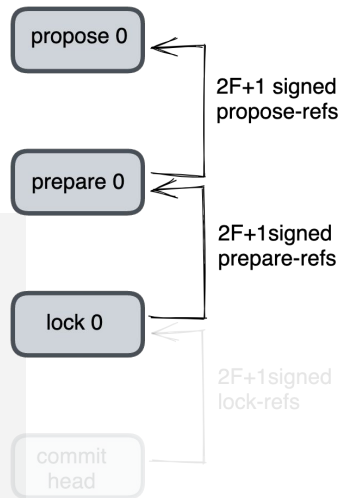 propose 0
2F+1 signed
propose-refs
prepare 0
2F+1signed
prepare-refs
lock 0
2F+1signed
lock-refs
commit
head